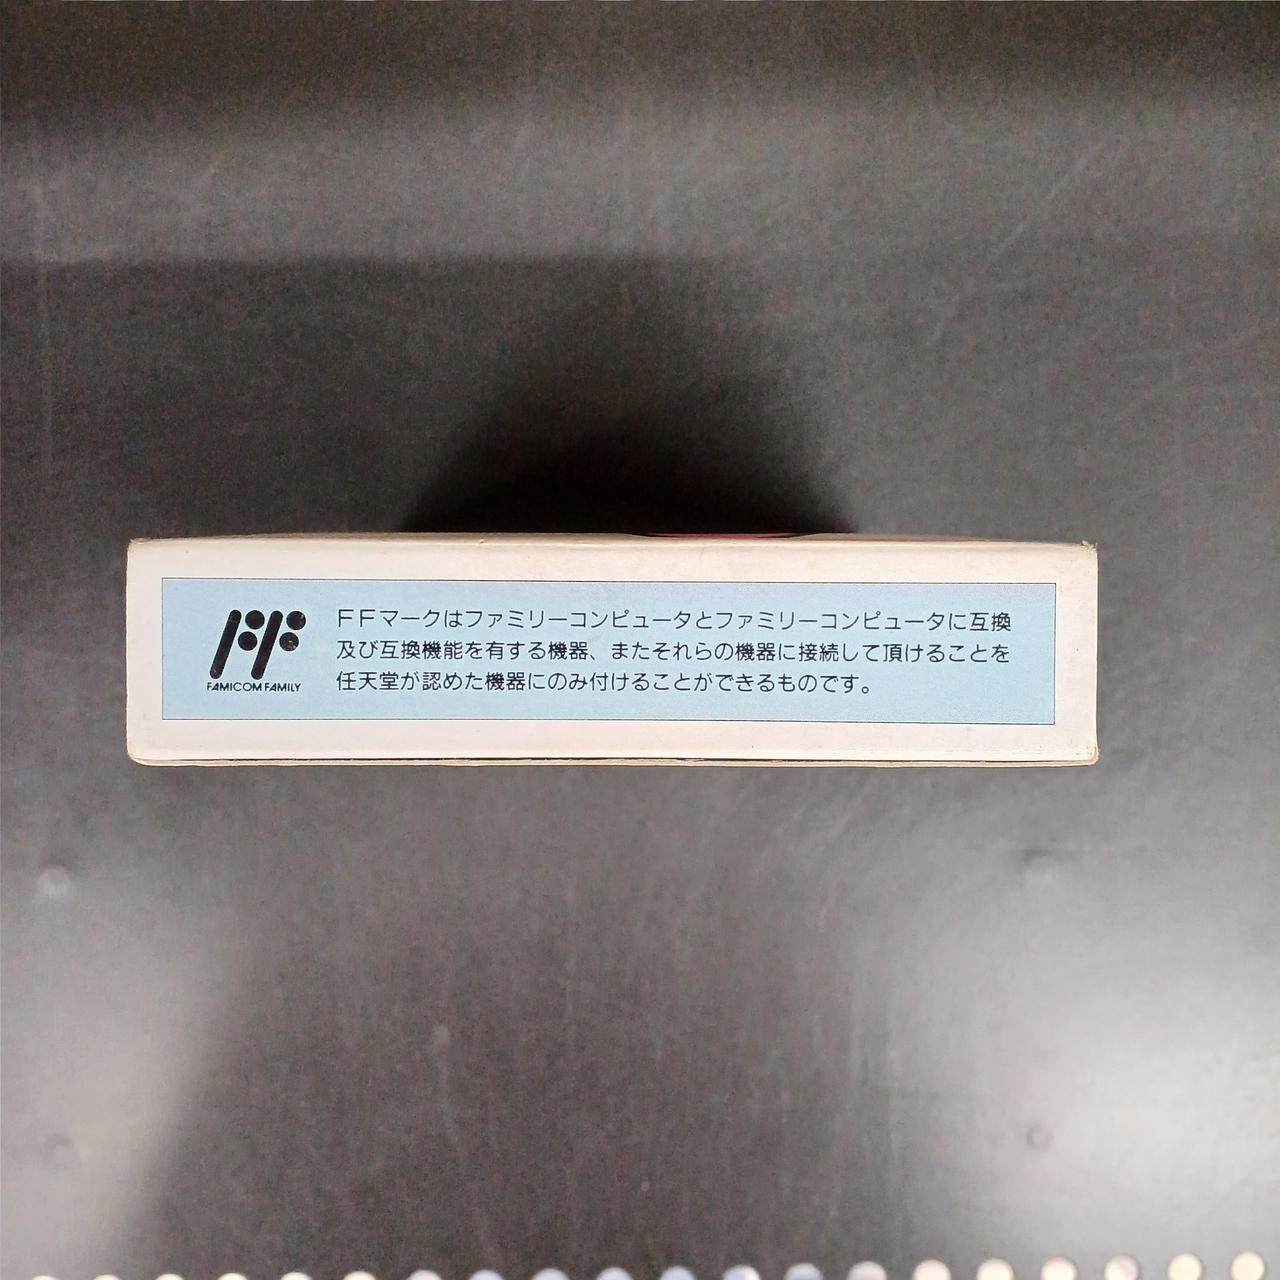 FFマークはファミリーコンピュータとファミリーコンピュータに互換
及び互換機能を有する機器、またそれらの機器に接続して頂けることを
任天堂が認めた機器にのみ付けることができるものです。
FF
FAMICOM FAMILY